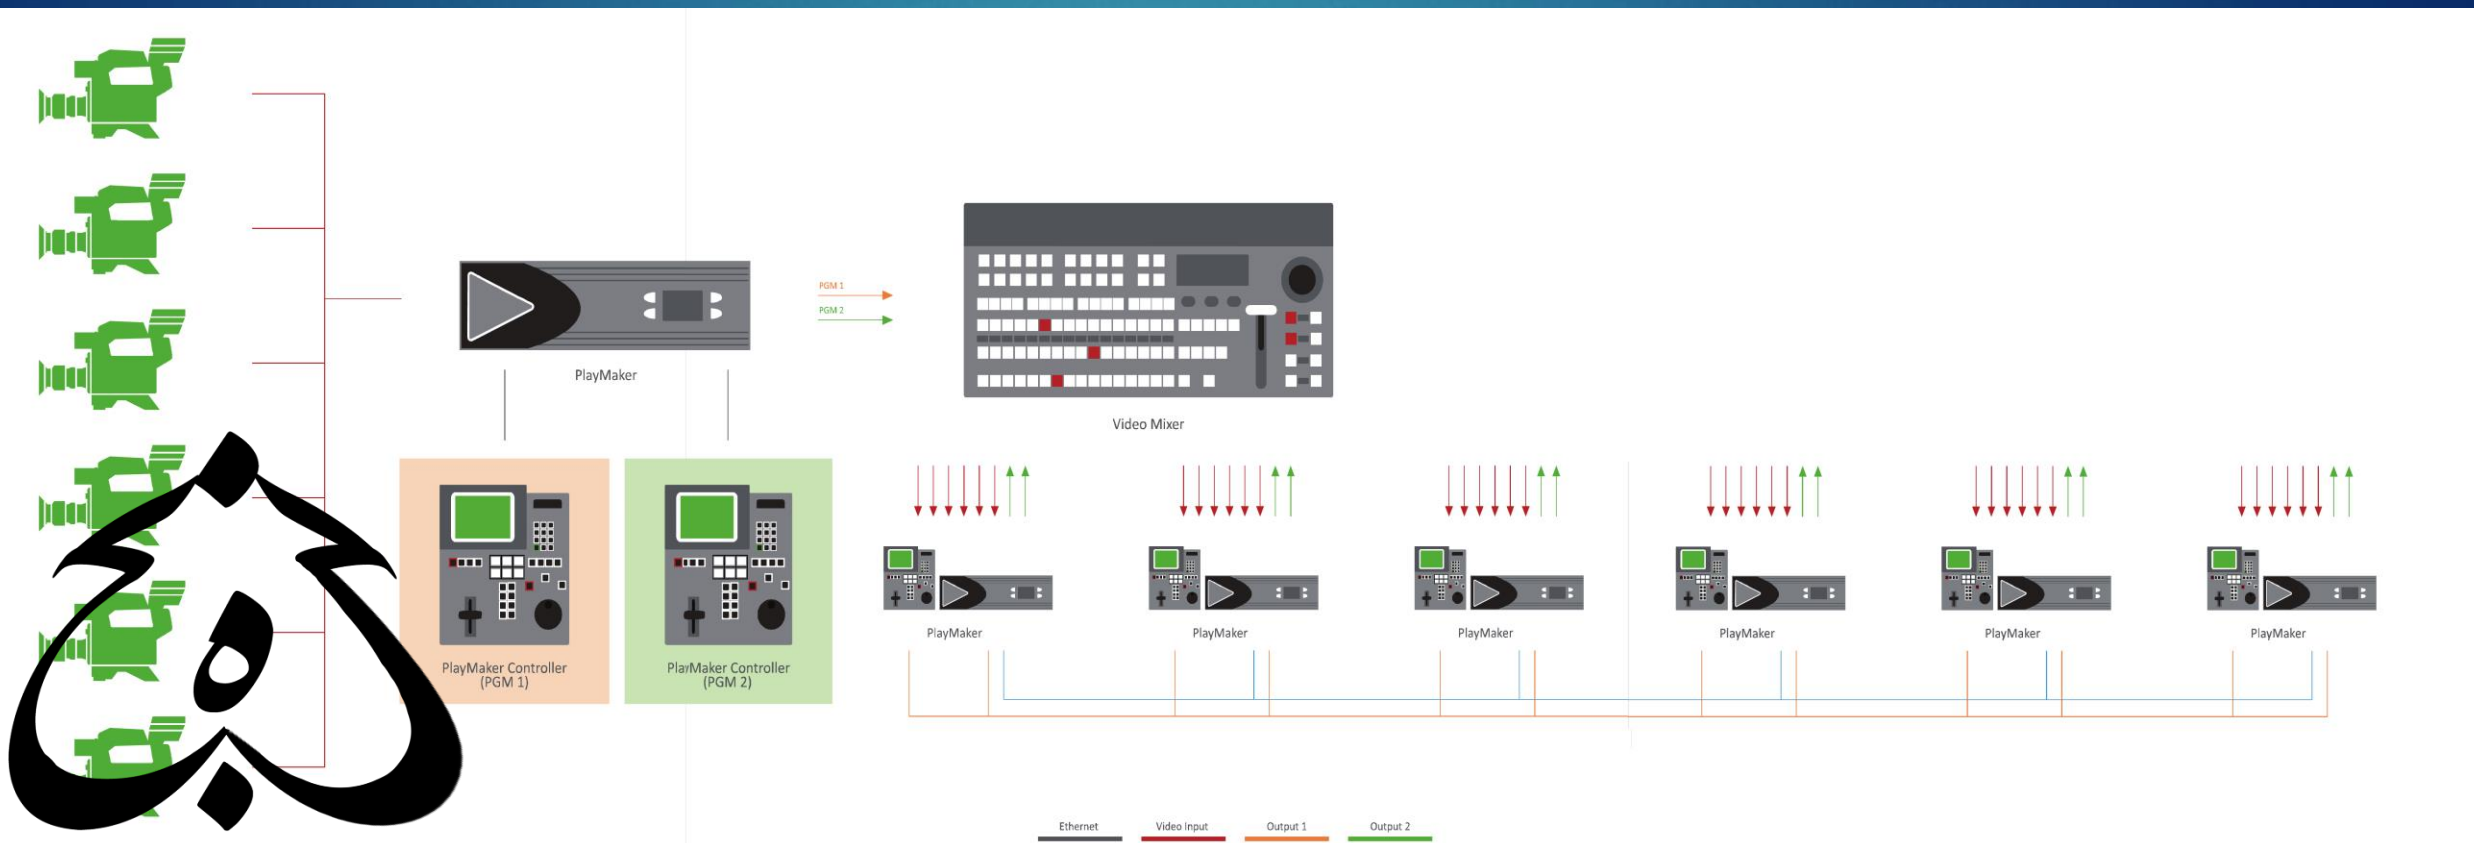 PGM 1
PGM 2
PlayMaker
Video Mixer
PlayMaker Controller
(PGM 1)
PlayMaker Controller
(PGM 2)
PlayMaker
PlayMaker
PlayMaker
PlayMaker
PlayMaker
PlayMaker
Ethernet
Video Input
Output 1
Output 2